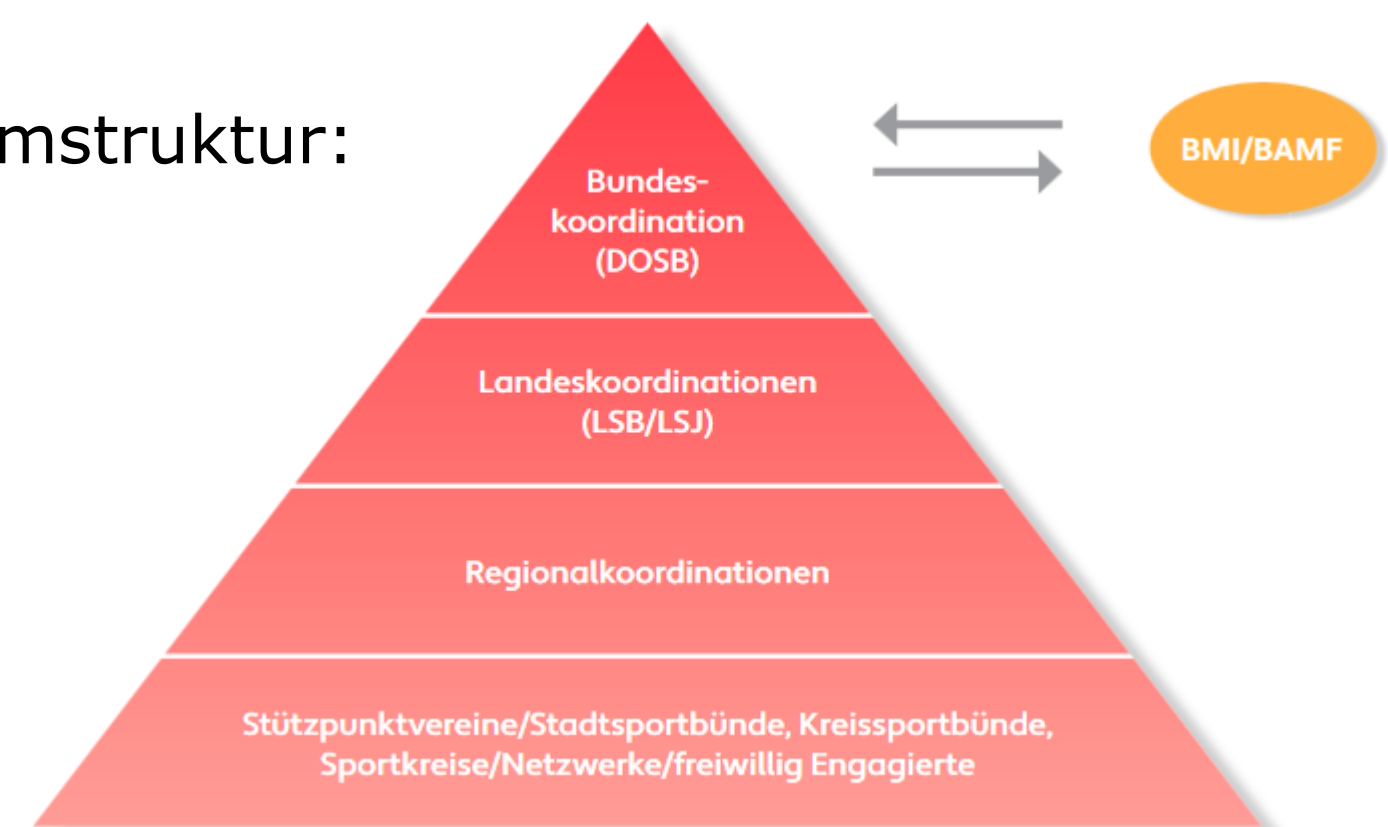 mstruktur:
BMI/BAMF
Bundes-
koordination
(DOSB)
Landeskoordinationen
(LSB/LSJ)
Regionalkoordinationen
Stützpunktvereine/Stadtsportbünde, Kreissportbünde,
Sportkreise/Netzwerke/freiwillig Engagierte